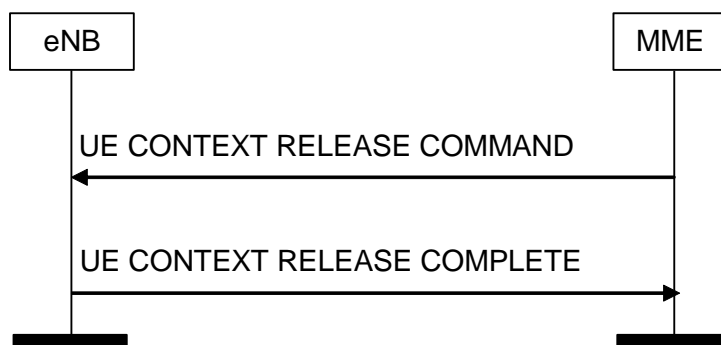 eNB
MME
UE CONTEXT RELEASE COMMAND
UE CONTEXT RELEASE COMPLETE